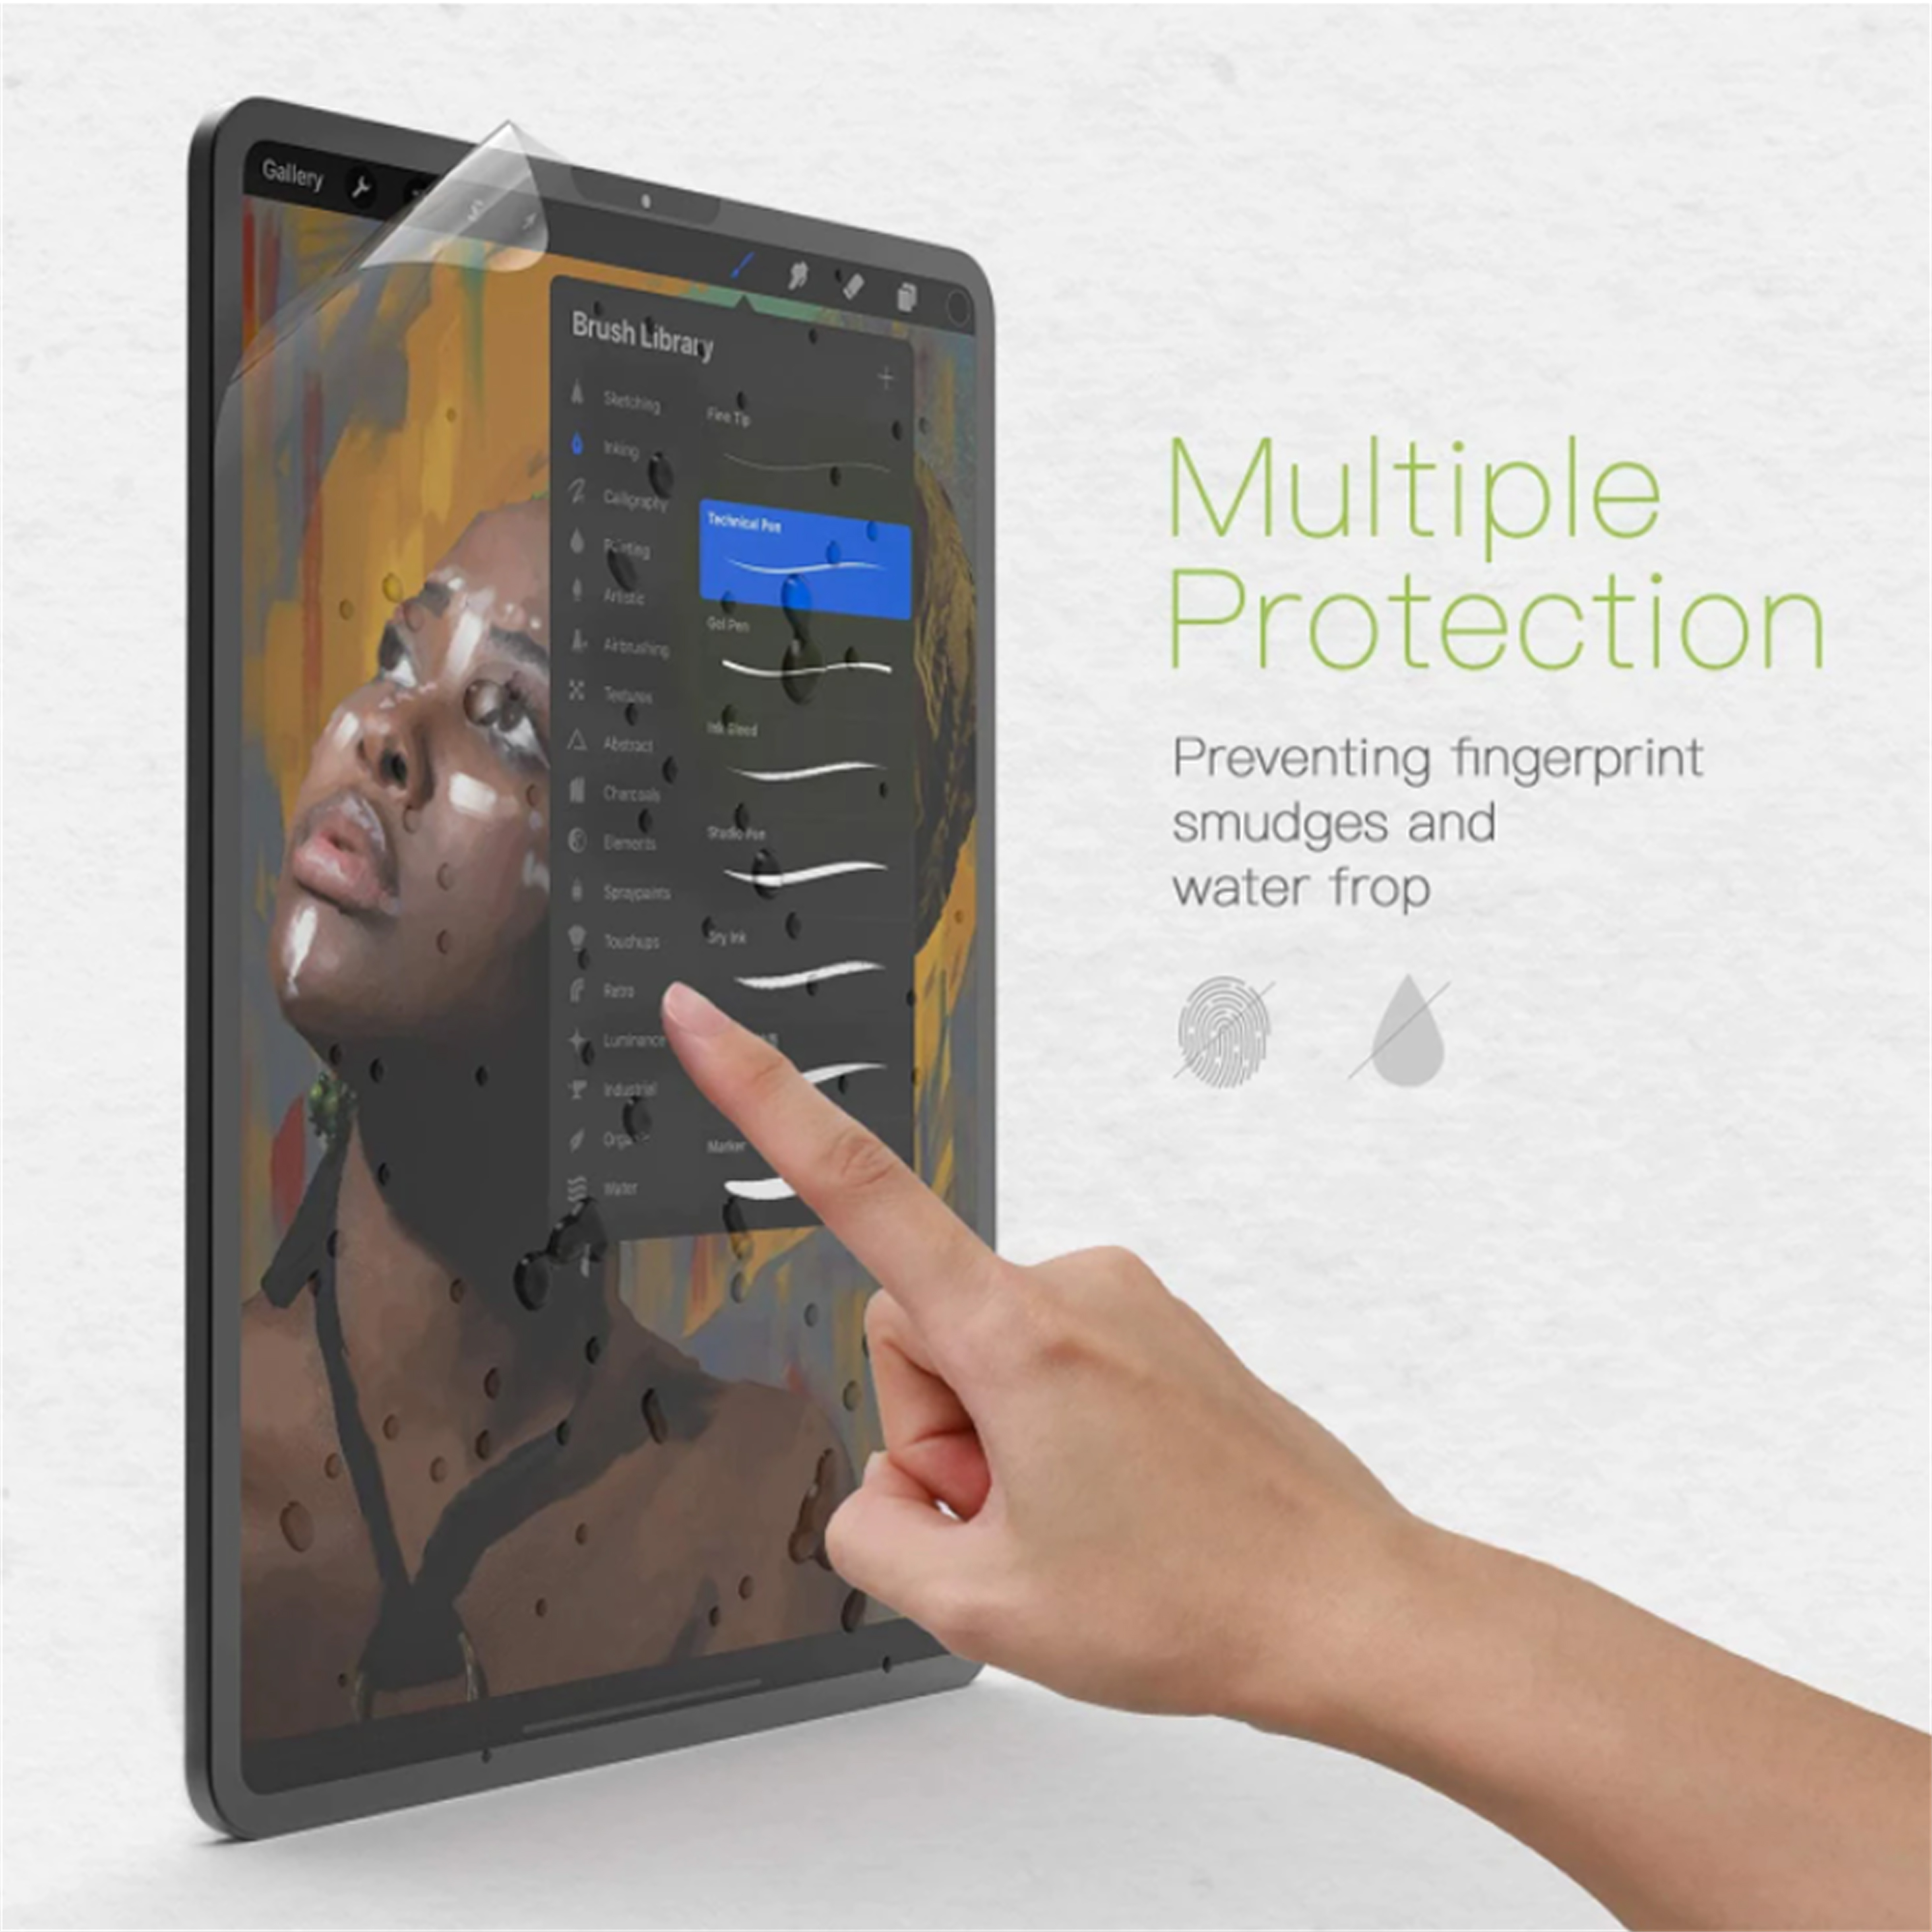 Gallery
Brush Library
Sketching
Inking
Calligraphy
Painting
Artistic
Airbrushing
Textures
Abstract
Charcoals
Elements
Spraypaints
Touchups
Retro
Luminance
Industrial
Water
Fine Tip
Technical Pen
Gel Pen
Ink Bleed
Studio Pen
Dry Ink
Marker
Multiple
Protection
Preventing fingerprint
smudges and
water frop